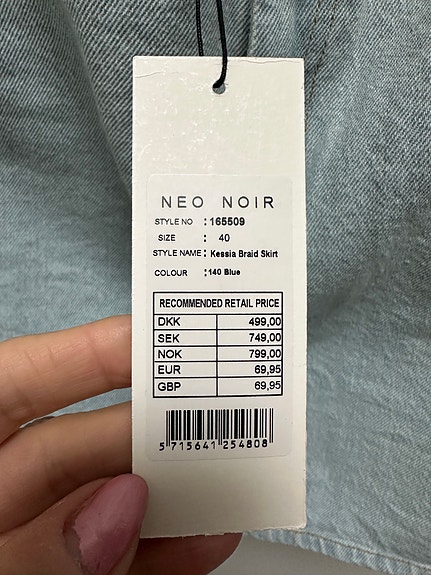 NEO NOIR
STYLE NO : 165509
SIZE : 40
STYLE NAME : Kessia Braid Skirt
COLOUR : 140 Blue
RECOMMENDED RETAIL PRICE
DKK 499,00
SEK 749,00
NOK 799,00
EUR 69,95
GBP 69,95
5 715641 254808